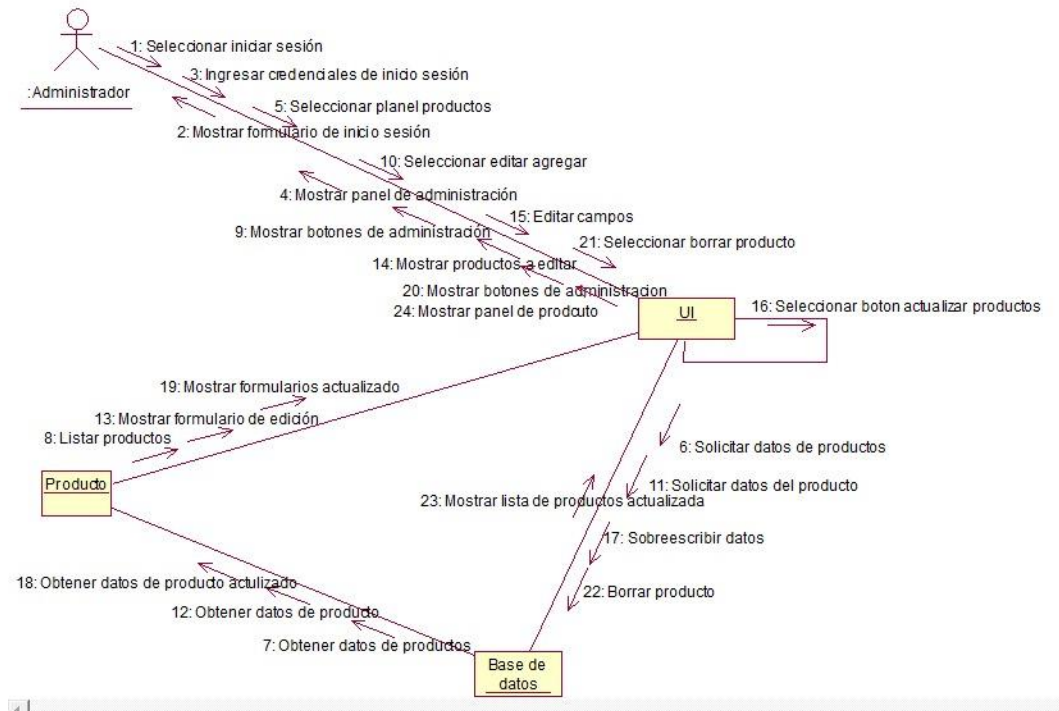 1: Seleccionar iniciar sesión
3: Ingresar credenciales de inicio sesión
:Administrador
5: Seleccionar planel productos
2: Mostrar formulario de inicio sesión
10: Seleccionar editar agregar
4: Mostrar panel de administración
15: Editar campos
9: Mostrar botones de administración
21: Seleccionar borrar producto
14: Mostrar productos a editar
20: Mostrar botones de administracion
24: Mostrar panel de producto
UI
16: Seleccionar boton actualizar productos
19: Mostrar formularios actualizado
13: Mostrar formulario de edición
8: Listar productos
6: Solicitar datos de productos
Producto
11: Solicitar datos del producto
23: Mostrar lista de productos actualizada
17: Sobreescribir datos
18: Obtener datos de producto actulizado
22: Borrar producto
12: Obtener datos de producto
7: Obtener datos de productos
Base de
datos